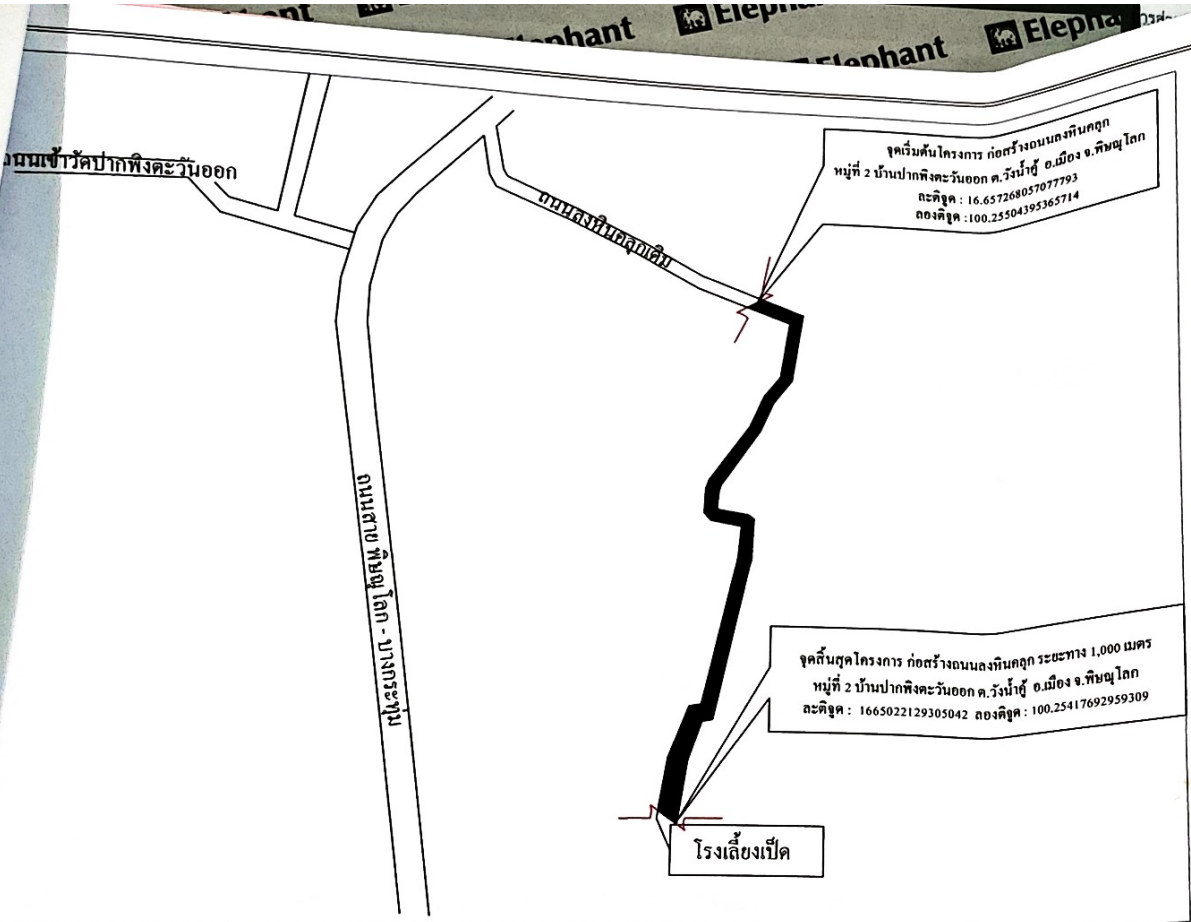 Elephant
Elephant
Elephant
Elepha
ถนนเข้าวัดปากพิงตะวันออก
ถนนลงหินคลุกเดิม
จุดเริ่มต้นโครงการ ก่อสร้างถนนลงหินคลุก
หมู่ที่ 2 บ้านปากพิงตะวันออก ต.วังน้ำคู้ อ.เมือง จ.พิษณุโลก
ละติจูด : 16.657268057077793
ลองติจูด :100.25504395365714
ถนนสาย พิษณุโลก - บางกระทุ่ม
จุดสิ้นสุดโครงการ ก่อสร้างถนนลงหินคลุก ระยะทาง 1,000 เมตร
หมู่ที่ 2 บ้านปากพิงตะวันออก ต.วังน้ำคู้ อ.เมือง จ.พิษณุโลก
ละติจูด : 1665022129305042 ลองติจูด : 100.25417692959309
โรงเลี้ยงเป็ด